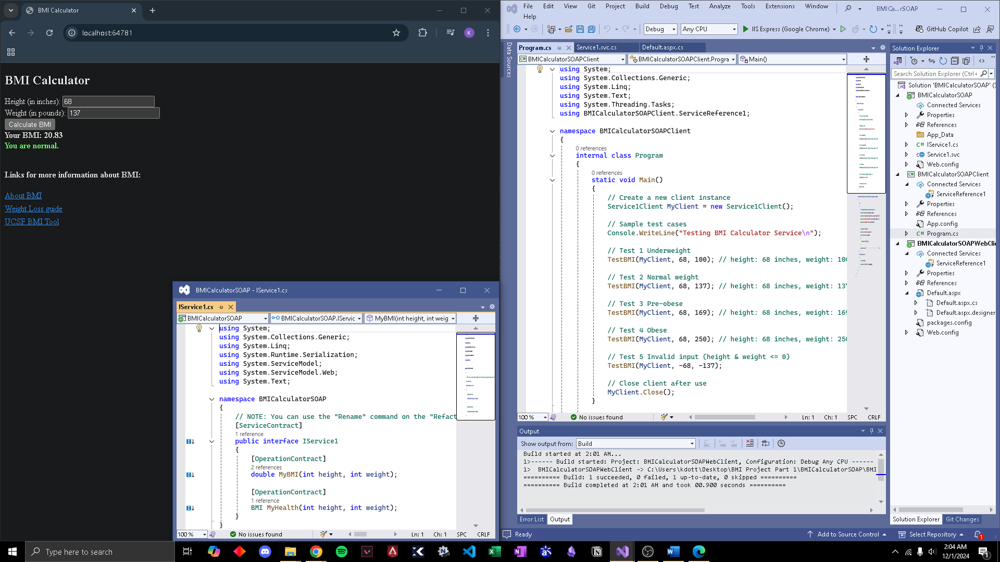 BMI Calculator
localhost:64781
K
BMI Calculator
Height (in inches): 68
Weight (in pounds): 137
Calculate BMI
Your BMI: 20.83
You are normal.
Links for more information about BMI:
About BMI
Weight Loss guide
UCSF BMI Tool
BMICalculatorSOAP - IService1.cs
IService1.cs
BMICalculatorSOAP
BMICalculatorSOAP.IServic
MyBMI(int height, int weig
using System;
using System.Collections.Generic;
using System.Linq;
using System.Runtime.Serialization;
using System.ServiceModel;
using System.ServiceModel.Web;
using System.Text;
namespace BMICalculatorSOAP
{
// NOTE: You can use the "Rename" command on the "Refact
[ServiceContract]
1 reference
public interface IService1
{
[OperationContract]
2 references
double MyBMI(int height, int weight);
[OperationContract]
1 reference
BMI MyHealth(int height, int weight);
}
}
100 %
No issues found
Ln: 1
Ch: 1
SPC
CRLF
File Edit View Git Project Build Debug Test Analyze Tools Extensions Window
Help
BMICa...rSOAP
Debug
Any CPU
IIS Express (Google Chrome)
GitHub Copilot
Data Sources
Program.cs
Service1.svc.cs
Default.aspx.cs
BMICalculatorSOAPClient
BMICalculatorSOAPClient.Progra
Main()
using System;
using System.Collections.Generic;
using System.Linq;
using System.Text;
using System.Threading.Tasks;
using BMICalculatorSOAPClient.ServiceReference1;
namespace BMICalculatorSOAPClient
{
0 references
internal class Program
{
0 references
static void Main()
{
// Create a new client instance
Service1Client MyClient = new Service1Client();
// Sample test cases
Console.WriteLine("Testing BMI Calculator Service\n");
// Test 1 Underweight
TestBMI(MyClient, 68, 100); // height: 68 inches, weight: 100
// Test 2 Normal weight
TestBMI(MyClient, 68, 137); // height: 68 inches, weight: 137
// Test 3 Pre-obese
TestBMI(MyClient, 68, 169); // height: 68 inches, weight: 169
// Test 4 Obese
TestBMI(MyClient, 68, 250); // height: 68 inches, weight: 250
// Test 5 Invalid input (height & weight <= 0)
TestBMI(MyClient, -68, -137);
// Close client after use
MyClient.Close();
}
100 %
No issues found
Ln: 1
Ch: 1
SPC
CRLF
Output
Show output from: Build
Build started at 2:01 AM...
1>------ Build started: Project: BMICalculatorSOAPWebClient, Configuration: Debug Any CPU ------
1>  BMICalculatorSOAPWebClient -> C:\Users\kdott\Desktop\BMI Project Part 1\BMICalculatorSOAP\BMI
========== Build: 1 succeeded, 0 failed, 1 up-to-date, 0 skipped ==========
========== Build completed at 2:01 AM and took 00.900 seconds ==========
Error List
Output
Solution Explorer
Search Solution Explorer (Ctrl+
Solution 'BMICalculatorSOAP' (3
BMICalculatorSOAP
Connected Services
Properties
References
App_Data
IService1.cs
Service1.svc
Web.config
BMICalculatorSOAPClient
Connected Services
ServiceReference1
Properties
References
App.config
Program.cs
BMICalculatorSOAPWebClie
Connected Services
ServiceReference1
Properties
References
Default.aspx
Default.aspx.cs
Default.aspx.designer
packages.config
Web.config
Solution Explorer
Git Changes
Ready
Add to Source Control
Select Repository
1
Type here to search
2:04 AM
12/1/2024
1